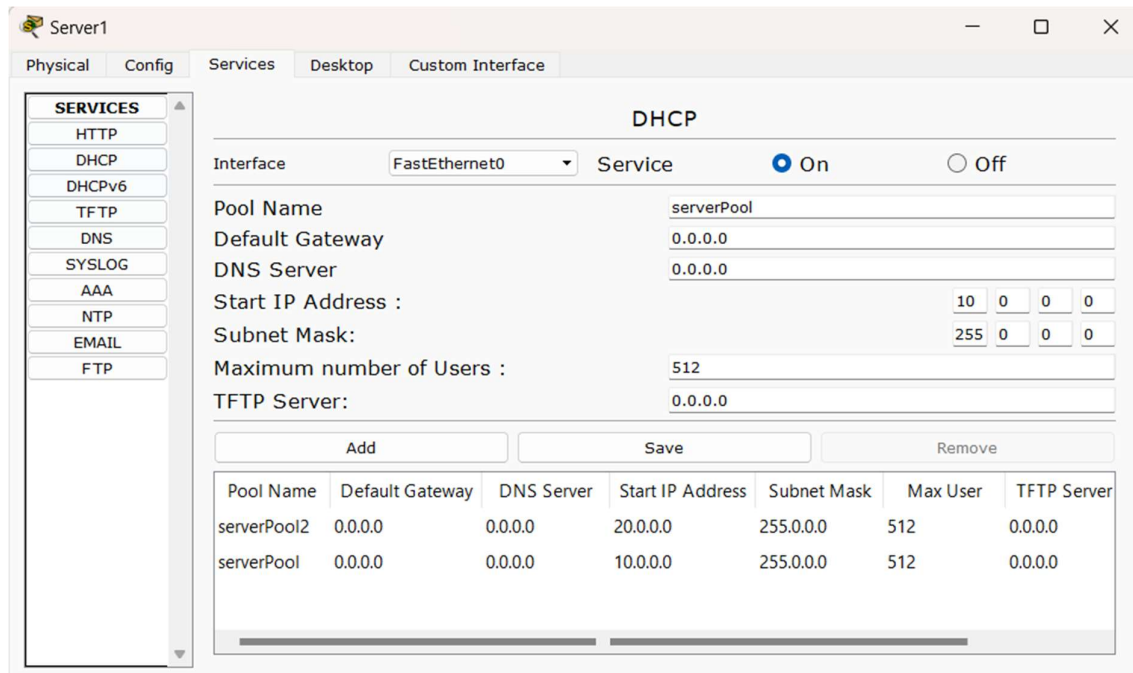 Server1
Physical Config Services Desktop Custom Interface
SERVICES
HTTP
DHCP
DHCPv6
TFTP
DNS
SYSLOG
AAA
NTP
EMAIL
FTP
DHCP
Interface FastEthernet0 Service On Off
Pool Name serverPool
Default Gateway 0.0.0.0
DNS Server 0.0.0.0
Start IP Address : 10 0 0 0
Subnet Mask: 255 0 0 0
Maximum number of Users : 512
TFTP Server: 0.0.0.0
Add Save Remove
Pool Name Default Gateway DNS Server Start IP Address Subnet Mask Max User TFTP Server
serverPool2 0.0.0.0 0.0.0.0 20.0.0.0 255.0.0.0 512 0.0.0.0
serverPool 0.0.0.0 0.0.0.0 10.0.0.0 255.0.0.0 512 0.0.0.0